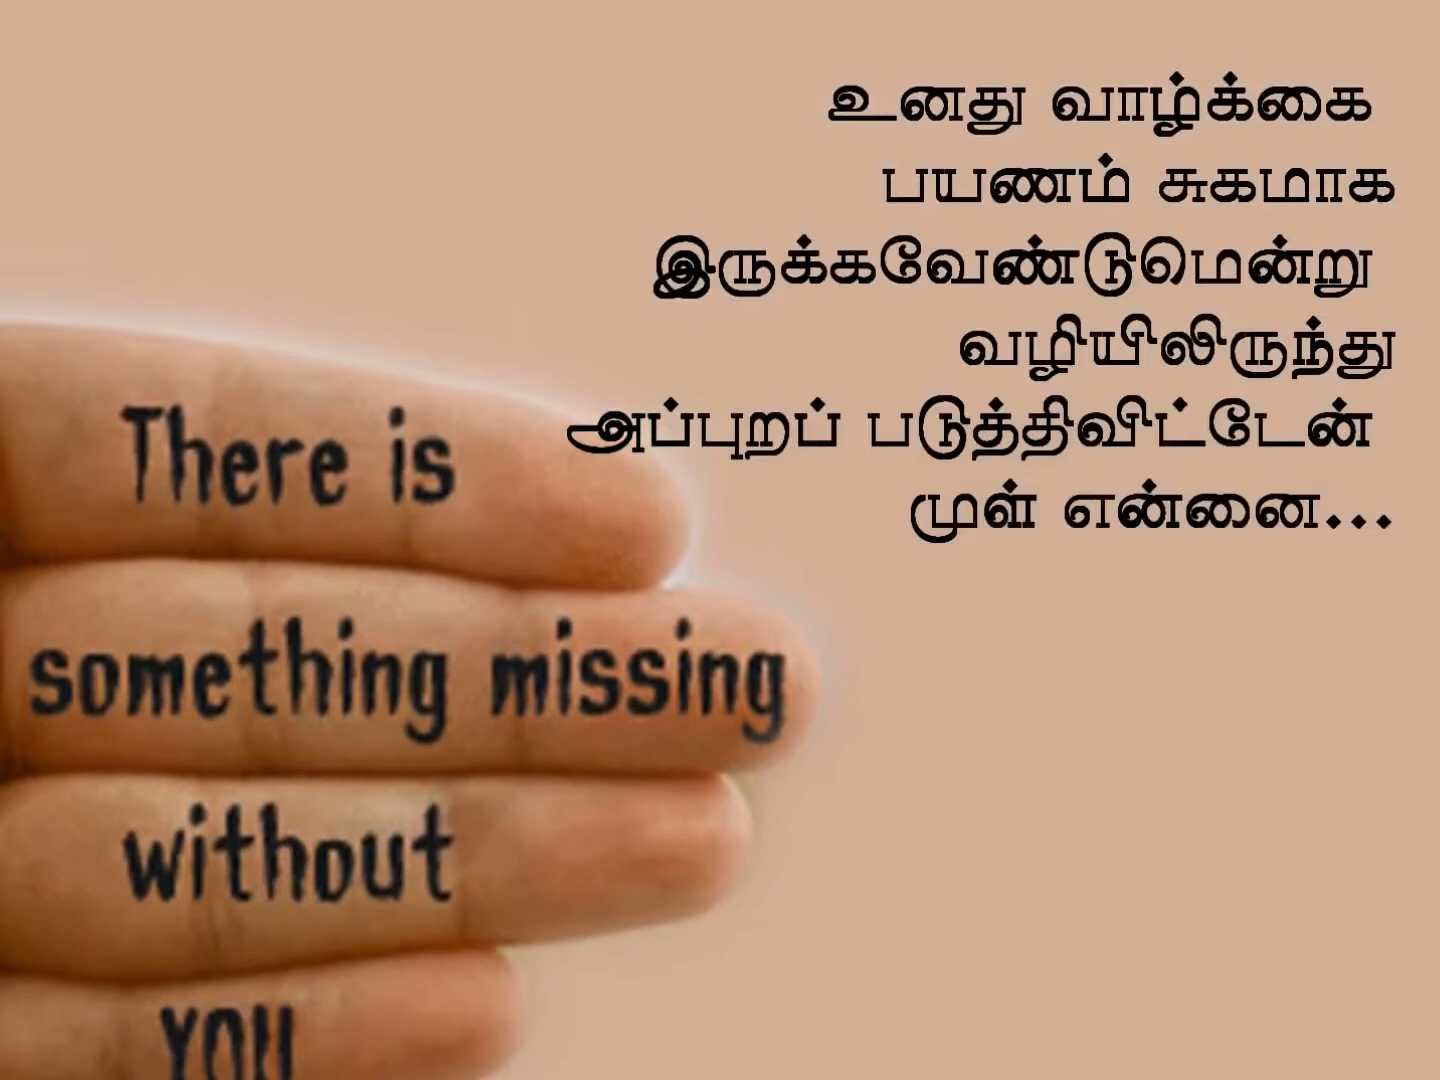 உனது வாழ்க்கை
பயணம் சுகமாக
இருக்கவேண்டுமென்று
வழியிலிருந்து
அப்புறப் படுத்திவிட்டேன்
முள் என்னை...
There is
something missing
without
YOU